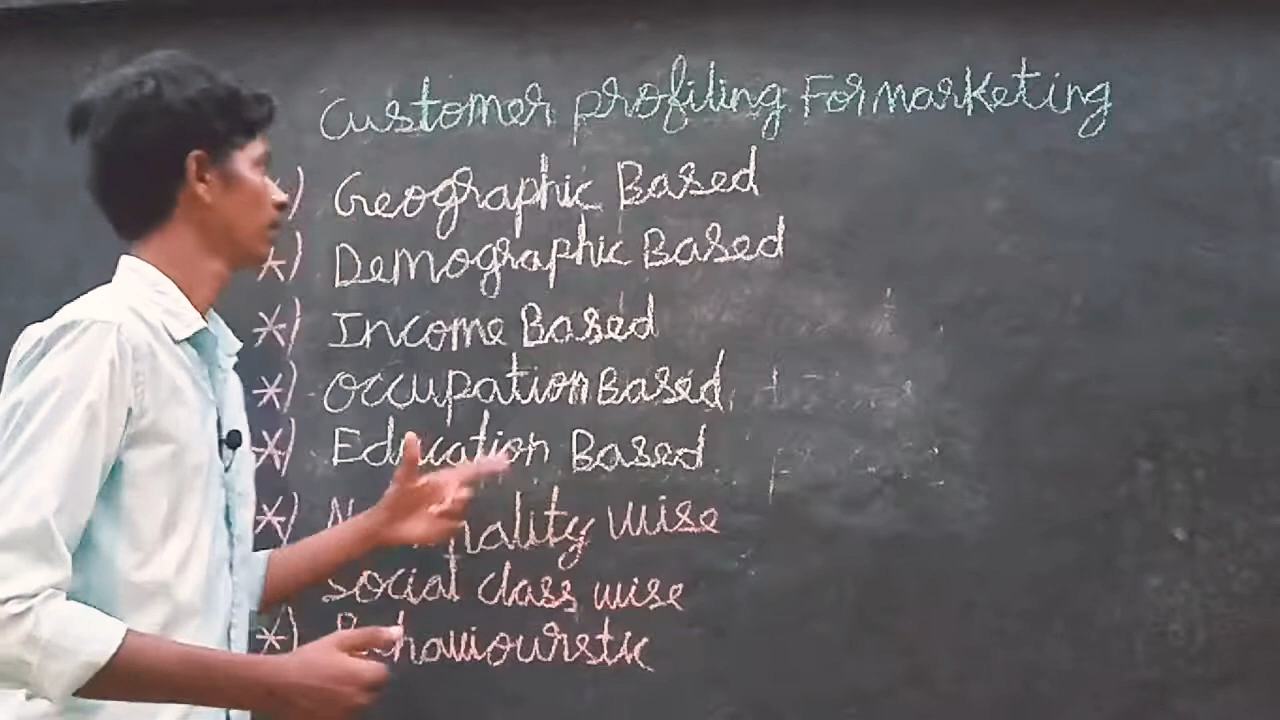 Customer profiling For marketing
*) Geographic Based
*) Demographic Based
*) Income Based
*) Occupation Based
*) Education Based
*) wise
Social class wise
*) Behaviouristic